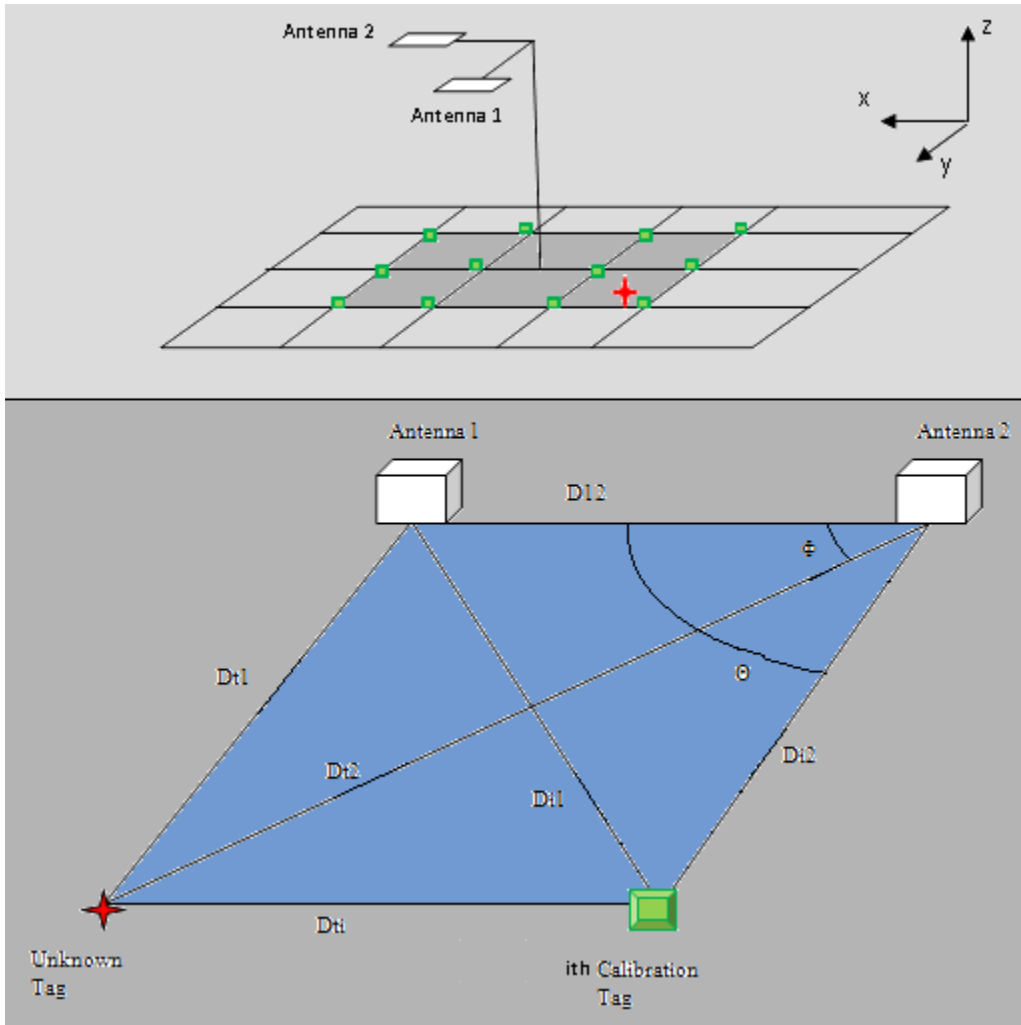 Antenna 2
Antenna 1
z
x
y
Antenna 1
Antenna 2
D12
Φ
Θ
Dt1
Dt2
Di1
Di2
Dti
Unknown
Tag
ith Calibration
Tag